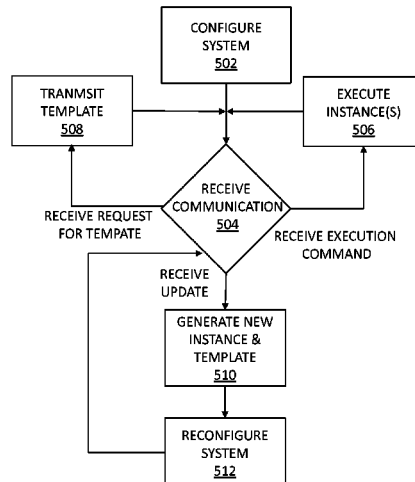 CONFIGURE
SYSTEM
502
TRANMSIT
TEMPLATE
508
EXECUTE
INSTANCE(S)
506
RECEIVE
COMMUNICATION
504
RECEIVE REQUEST
FOR TEMPATE
RECEIVE EXECUTION
COMMAND
RECEIVE
UPDATE
GENERATE NEW
INSTANCE &
TEMPLATE
510
RECONFIGURE
SYSTEM
512